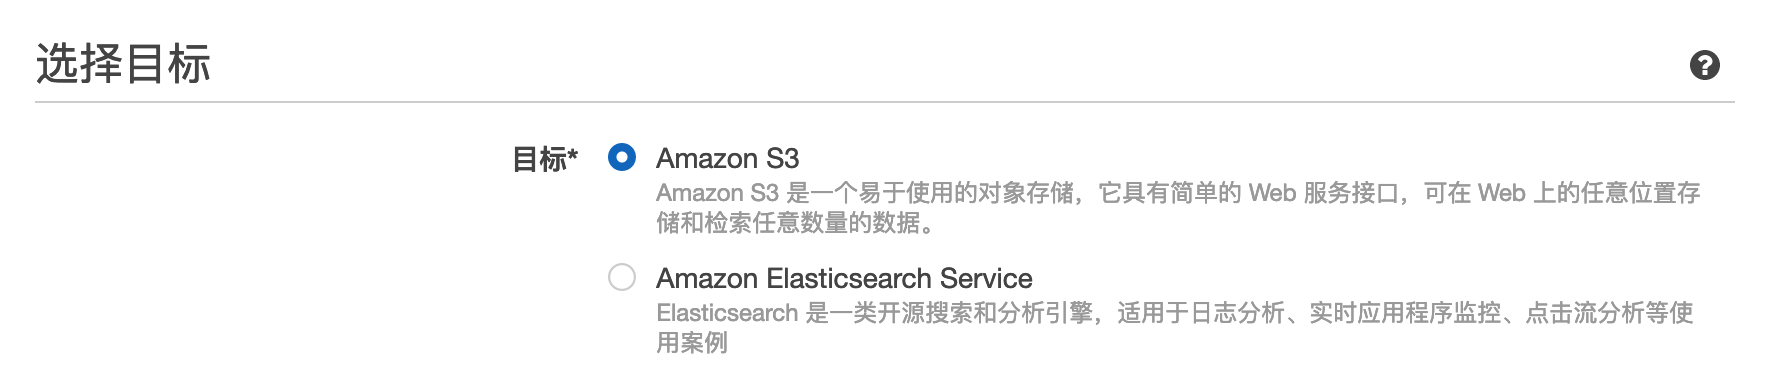 选择目标
目标*
Amazon S3
Amazon S3 是一个易于使用的对象存储，它具有简单的 Web 服务接口，可在 Web 上的任意位置存
储和检索任意数量的数据。
Amazon Elasticsearch Service
Elasticsearch 是一类开源搜索和分析引擎，适用于日志分析、实时应用程序监控、点击流分析等使
用案例